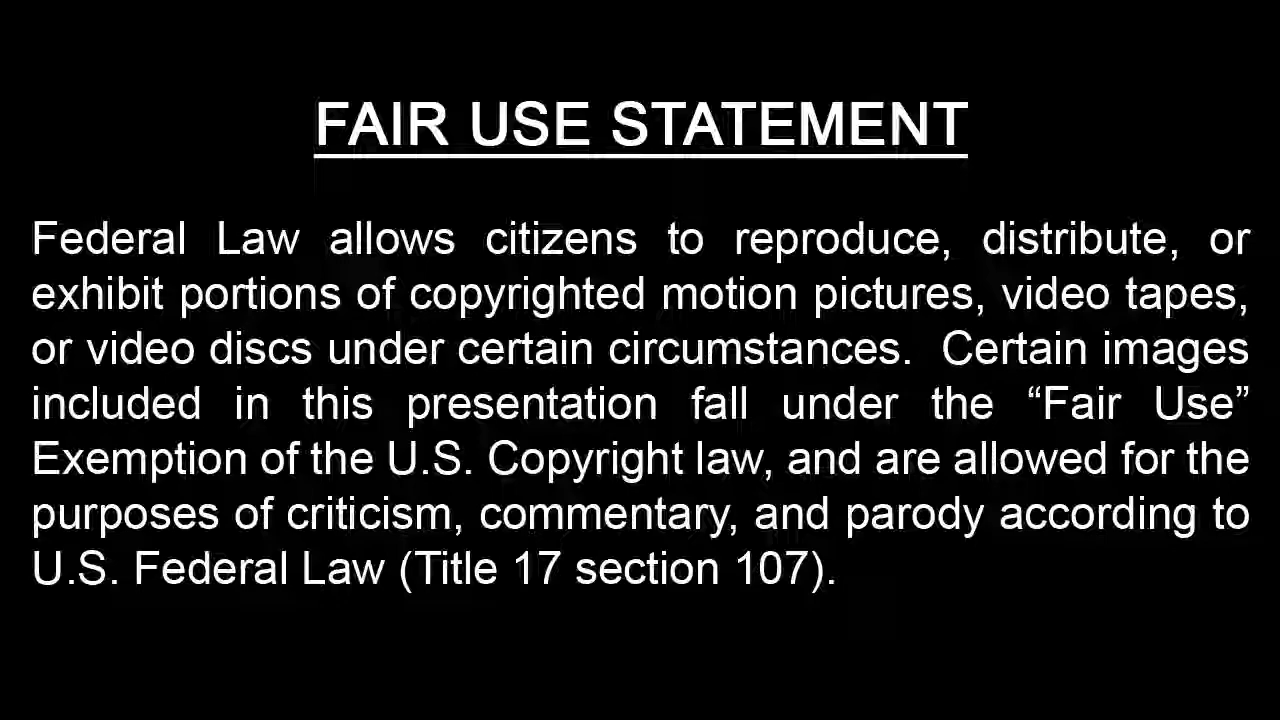 FAIR USE STATEMENT
Federal Law allows citizens to reproduce, distribute, or
exhibit portions of copyrighted motion pictures, video tapes,
or video discs under certain circumstances.  Certain images
included in this presentation fall under the “Fair Use”
Exemption of the U.S. Copyright law, and are allowed for the
purposes of criticism, commentary, and parody according to
U.S. Federal Law (Title 17 section 107).